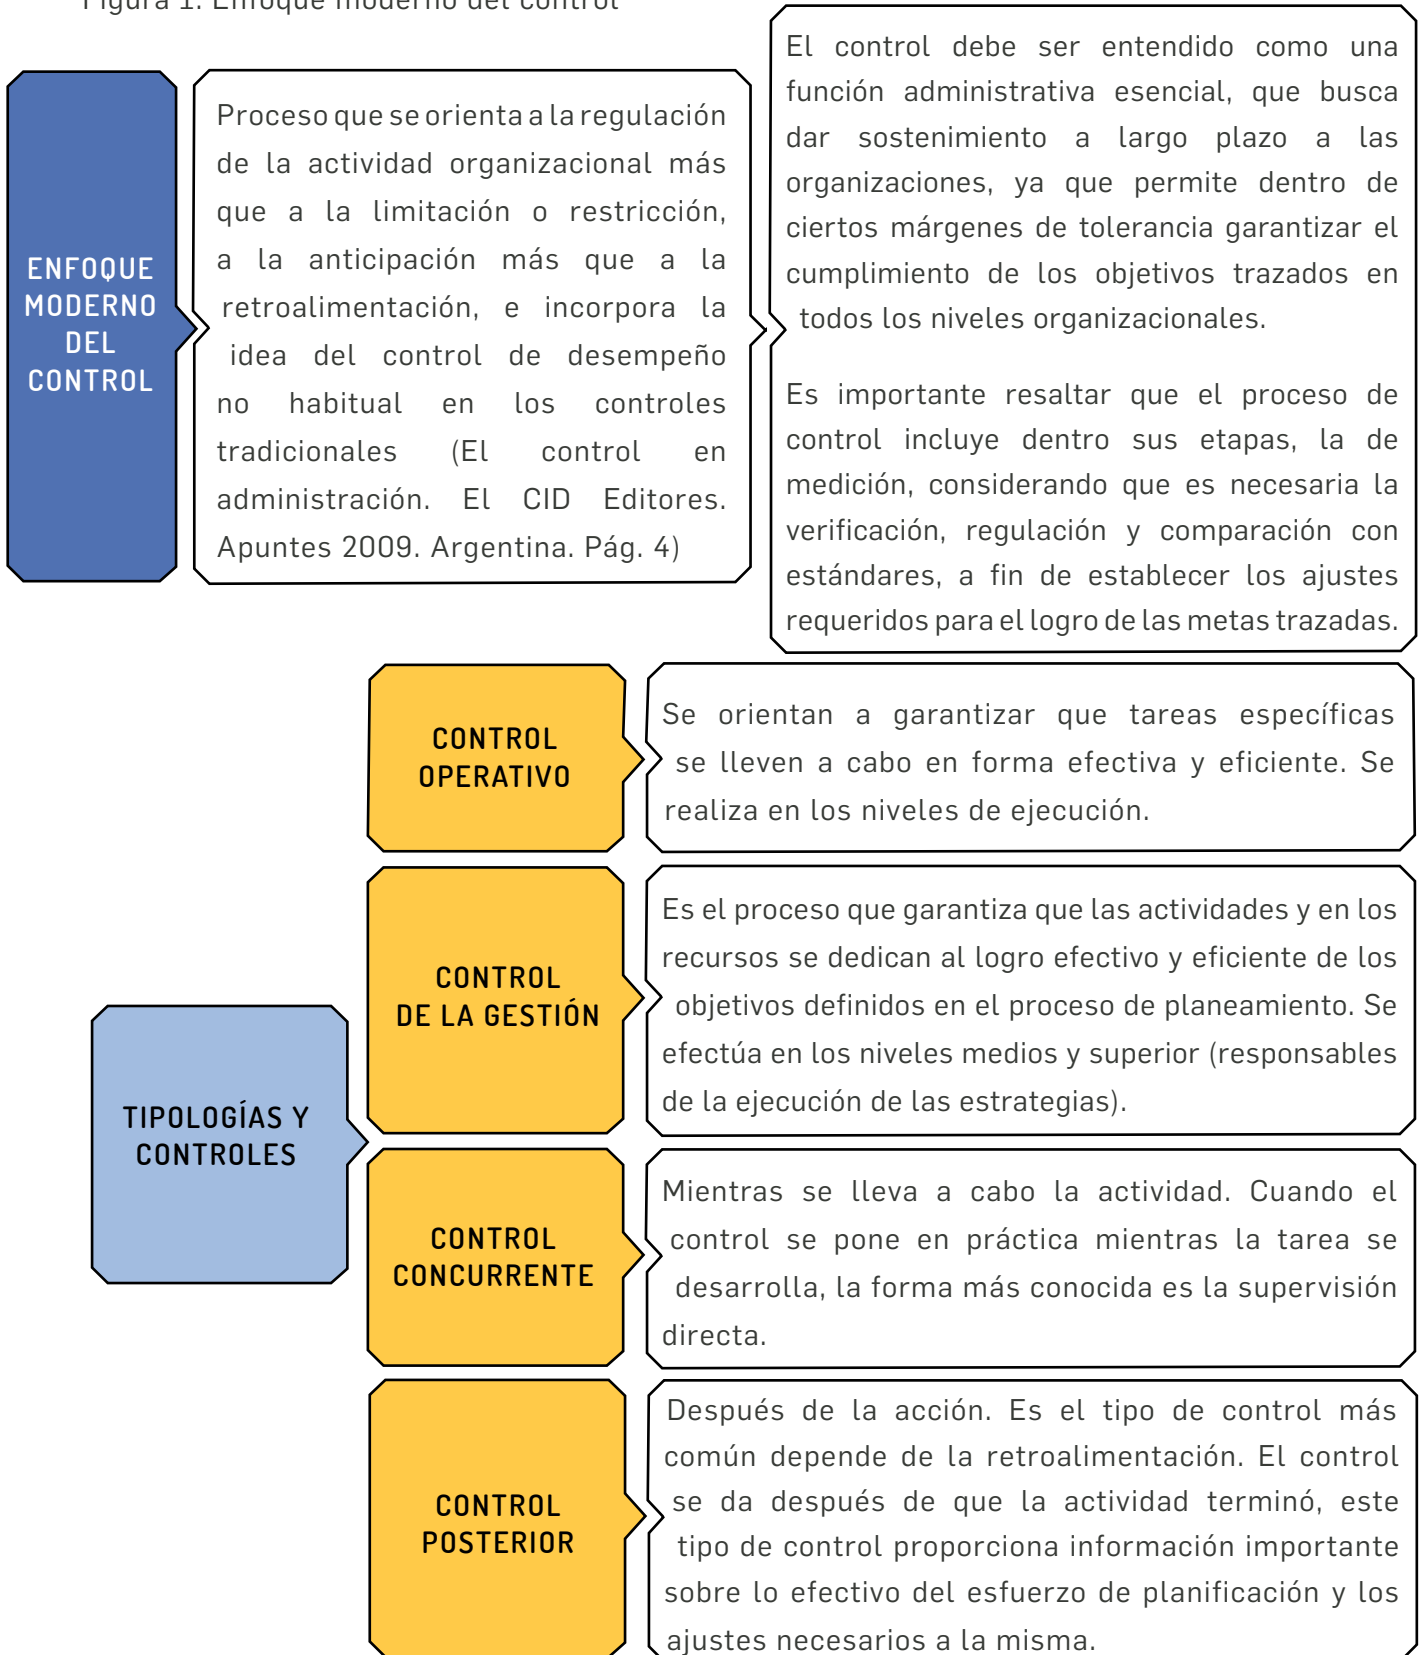 Figura 1. Enfoque moderno del control
ENFOQUE
MODERNO
DEL
CONTROL
Proceso que se orienta a la regulación
de la actividad organizacional más
que a la limitación o restricción,
a la anticipación más que a la
retroalimentación, e incorpora la
idea del control de desempeño
no habitual en los controles
tradicionales (El control en
administración. El CID Editores.
Apuntes 2009. Argentina. Pág. 4)
El control debe ser entendido como una
función administrativa esencial, que busca
dar sostenimiento a largo plazo a las
organizaciones, ya que permite dentro de
ciertos márgenes de tolerancia garantizar el
cumplimiento de los objetivos trazados en
todos los niveles organizacionales.
Es importante resaltar que el proceso de
control incluye dentro sus etapas, la de
medición, considerando que es necesaria la
verificación, regulación y comparación con
estándares, a fin de establecer los ajustes
requeridos para el logro de las metas trazadas.
TIPOLOGÍAS Y
CONTROLES
CONTROL
OPERATIVO
Se orientan a garantizar que tareas específicas
se lleven a cabo en forma efectiva y eficiente. Se
realiza en los niveles de ejecución.
CONTROL
DE LA GESTIÓN
Es el proceso que garantiza que las actividades y en los
recursos se dedican al logro efectivo y eficiente de los
objetivos definidos en el proceso de planeamiento. Se
efectúa en los niveles medios y superior (responsables
de la ejecución de las estrategias).
CONTROL
CONCURRENTE
Mientras se lleva a cabo la actividad. Cuando el
control se pone en práctica mientras la tarea se
desarrolla, la forma más conocida es la supervisión
directa.
CONTROL
POSTERIOR
Después de la acción. Es el tipo de control más
común depende de la retroalimentación. El control
se da después de que la actividad terminó, este
tipo de control proporciona información importante
sobre lo efectivo del esfuerzo de planificación y los
ajustes necesarios a la misma.